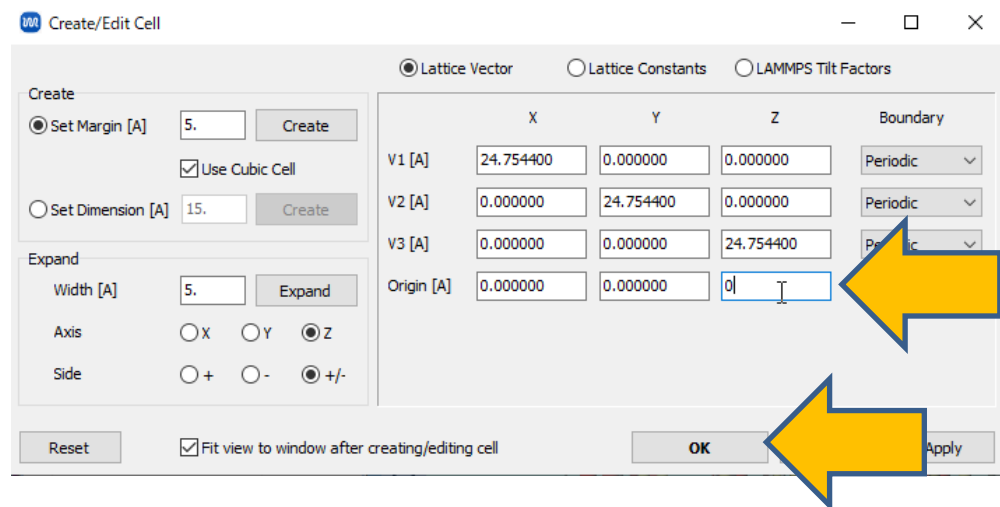 Create/Edit Cell
Lattice Vector Lattice Constants LAMMPS Tilt Factors
Create
Set Margin [A] 5. Create
Use Cubic Cell
Set Dimension [A] 15. Create
Expand
Width [A] 5. Expand
Axis X Y Z
Side + - +/-
X Y Z Boundary
V1 [A] 24.754400 0.000000 0.000000 Periodic
V2 [A] 0.000000 24.754400 0.000000 Periodic
V3 [A] 0.000000 0.000000 24.754400
Origin [A] 0.000000 0.000000 0
Reset Fit view to window after creating/editing cell OK Apply